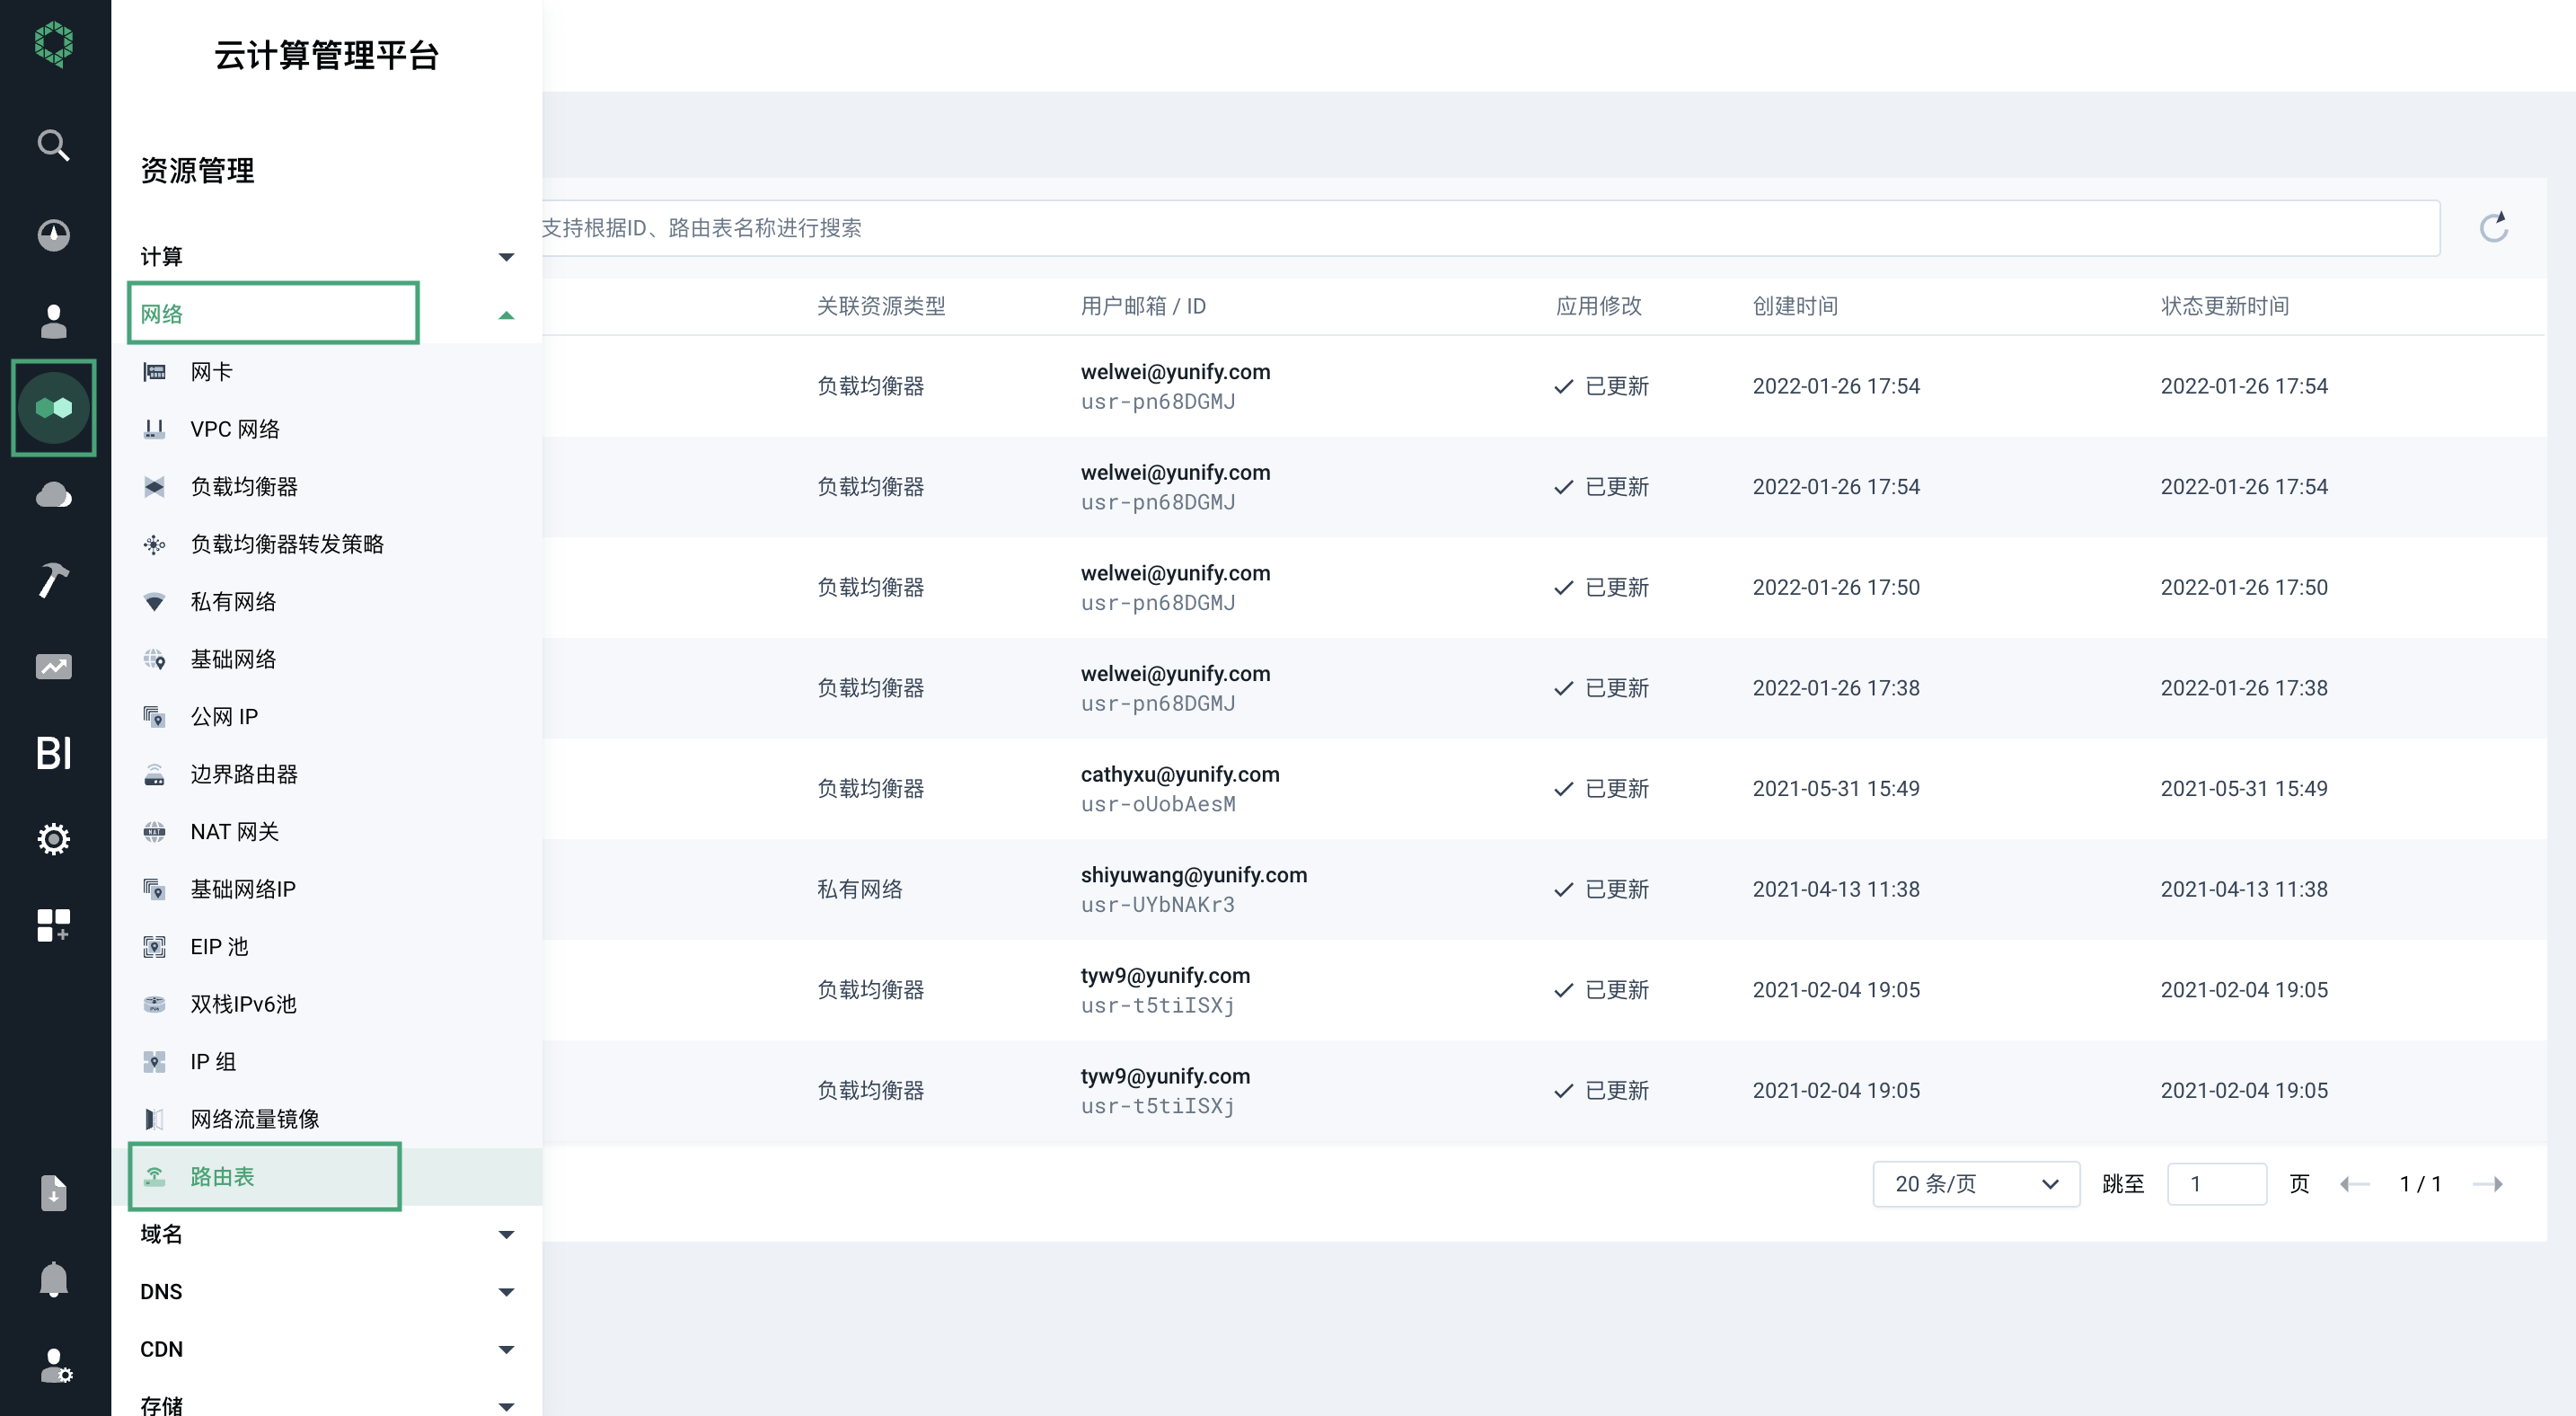 云计算管理平台
资源管理
计算
网络
网卡
VPC 网络
负载均衡器
负载均衡器转发策略
私有网络
基础网络
公网 IP
边界路由器
NAT 网关
基础网络IP
EIP 池
双栈IPv6池
IP 组
网络流量镜像
路由表
域名
DNS
CDN
存储
BI
支持根据ID、路由表名称进行搜索
关联资源类型 用户邮箱 / ID 应用修改 创建时间 状态更新时间
负载均衡器 welwei@yunify.com 已更新 2022-01-26 17:54 2022-01-26 17:54
usr-pn68DGMJ
负载均衡器 welwei@yunify.com 已更新 2022-01-26 17:54 2022-01-26 17:54
usr-pn68DGMJ
负载均衡器 welwei@yunify.com 已更新 2022-01-26 17:50 2022-01-26 17:50
usr-pn68DGMJ
负载均衡器 welwei@yunify.com 已更新 2022-01-26 17:38 2022-01-26 17:38
usr-pn68DGMJ
负载均衡器 cathyxu@yunify.com 已更新 2021-05-31 15:49 2021-05-31 15:49
usr-oUobAesM
私有网络 shiyuwang@yunify.com 已更新 2021-04-13 11:38 2021-04-13 11:38
usr-UYbNAKr3
负载均衡器 tyw9@yunify.com 已更新 2021-02-04 19:05 2021-02-04 19:05
usr-t5tiISXj
负载均衡器 tyw9@yunify.com 已更新 2021-02-04 19:05 2021-02-04 19:05
usr-t5tiISXj
20 条/页 跳至 1 页 1 / 1